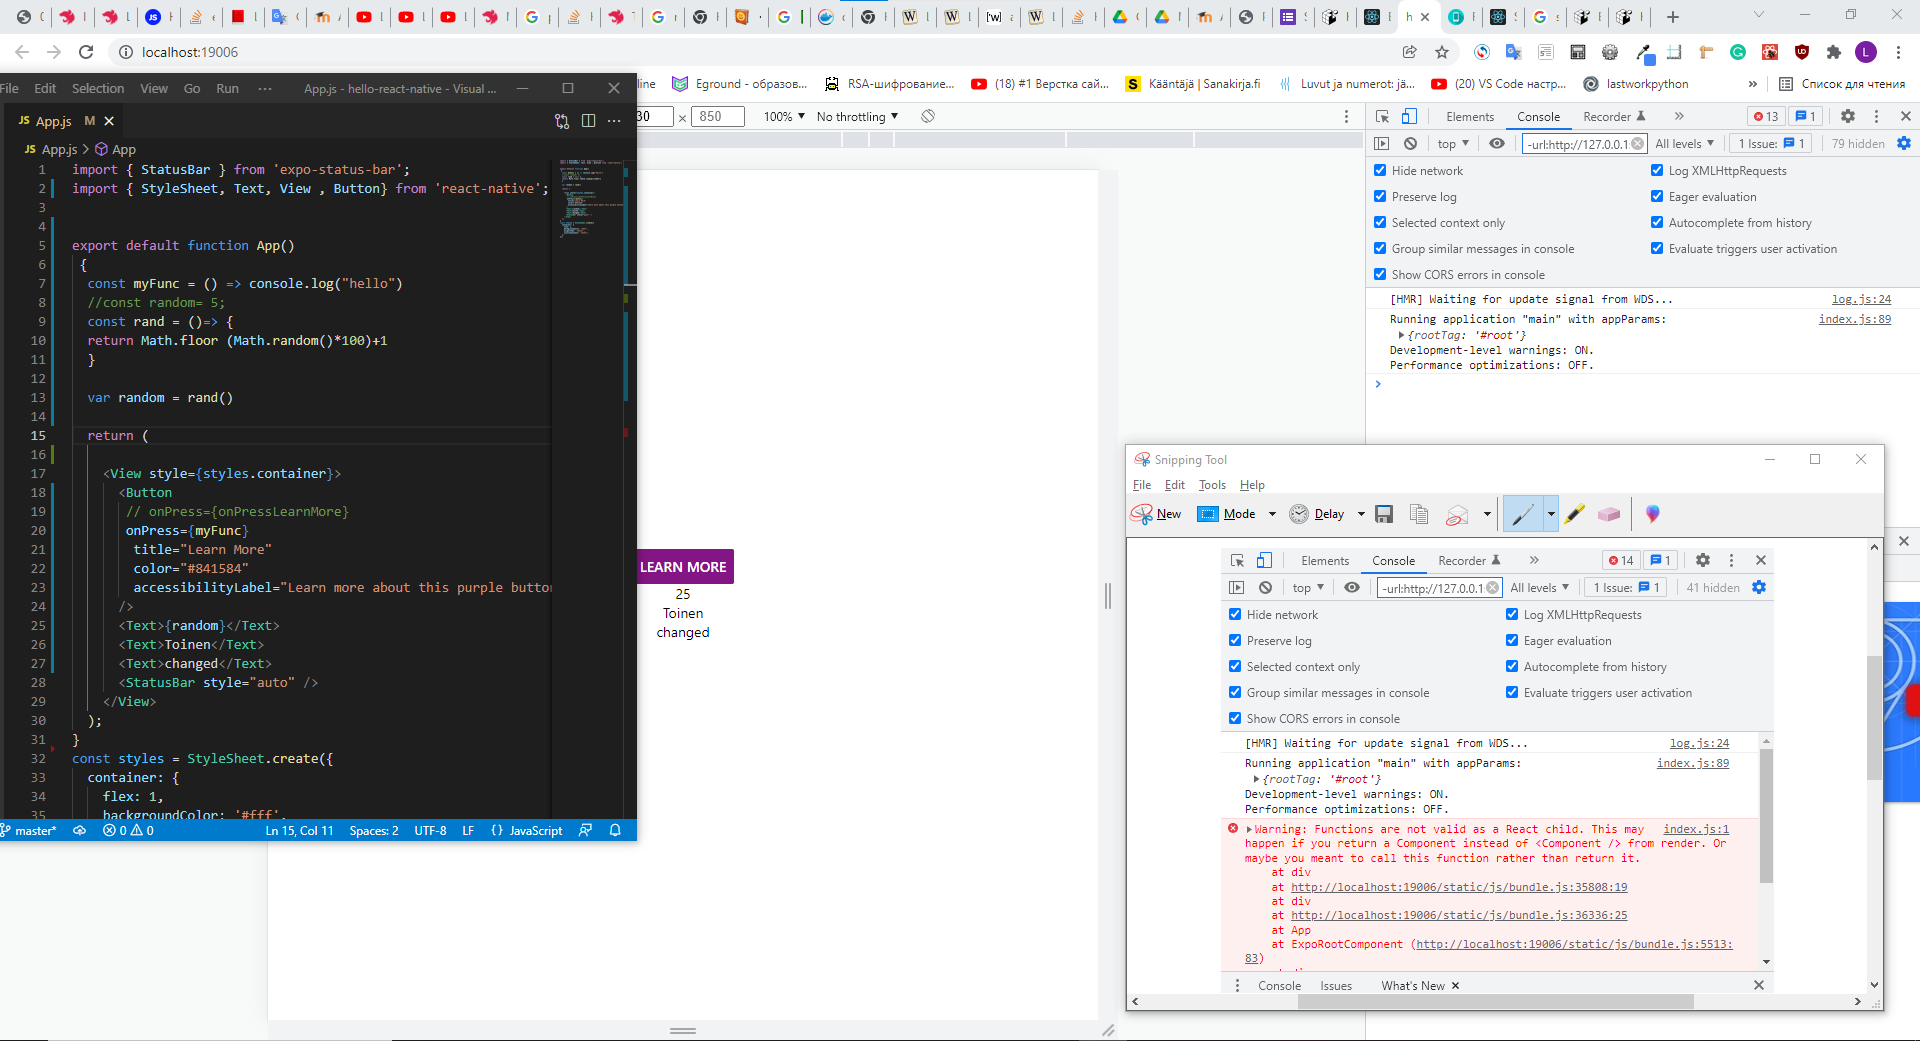 localhost:19006
line
Eground - образов...
RSA-шифрование...
(18) #1 Верстка сай...
Kääntäjä | Sanakirja.fi
Luvut ja numerot: jä...
(20) VS Code настр...
lastworkpython
»
Список для чтения
File Edit Selection View Go Run ··· App.js - hello-react-native - Visual ...
JS App.js M
JS App.js > App
1 import { StatusBar } from 'expo-status-bar';
2 import { StyleSheet, Text, View , Button} from 'react-native';
3
4
5 export default function App()
6 {
7 const myFunc = () => console.log("hello")
8 //const random= 5;
9 const rand = ()=> {
10 return Math.floor (Math.random()*100)+1
11 }
12
13 var random = rand()
14
15 return (
16
17 <View style={styles.container}>
18 <Button
19 // onPress={onPressLearnMore}
20 onPress={myFunc}
21 title="Learn More"
22 color="#841584"
23 accessibilityLabel="Learn more about this purple button
24 />
25 <Text>{random}</Text>
26 <Text>Toinen</Text>
27 <Text>changed</Text>
28 <StatusBar style="auto" />
29 </View>
30 );
31 }
32 const styles = StyleSheet.create({
33 container: {
34 flex: 1,
35 backgroundColor: '#fff',
master* 0 0 Ln 15, Col 11 Spaces: 2 UTF-8 LF {} JavaScript
30 × 850 100% No throttling
LEARN MORE
25
Toinen
changed
Elements Console Recorder » 13 1
top -url:http://127.0.0.1 All levels 1 Issue: 1 79 hidden
Hide network Log XMLHttpRequests
Preserve log Eager evaluation
Selected context only Autocomplete from history
Group similar messages in console Evaluate triggers user activation
Show CORS errors in console
[HMR] Waiting for update signal from WDS... log.js:24
Running application "main" with appParams: index.js:89
{rootTag: '#root'}
Development-level warnings: ON.
Performance optimizations: OFF.
Snipping Tool
File Edit Tools Help
New Mode Delay
Elements Console Recorder » 14 1
top -url:http://127.0.0.1 All levels 1 Issue: 1 41 hidden
Hide network Log XMLHttpRequests
Preserve log Eager evaluation
Selected context only Autocomplete from history
Group similar messages in console Evaluate triggers user activation
Show CORS errors in console
[HMR] Waiting for update signal from WDS... log.js:24
Running application "main" with appParams: index.js:89
{rootTag: '#root'}
Development-level warnings: ON.
Performance optimizations: OFF.
Warning: Functions are not valid as a React child. This may index.js:1
happen if you return a Component instead of <Component /> from render. Or
maybe you meant to call this function rather than return it.
at div
at http://localhost:19006/static/js/bundle.js:35808:19
at div
at http://localhost:19006/static/js/bundle.js:36336:25
at App
at ExpoRootComponent (http://localhost:19006/static/js/bundle.js:5513:
83)
Console Issues What's New